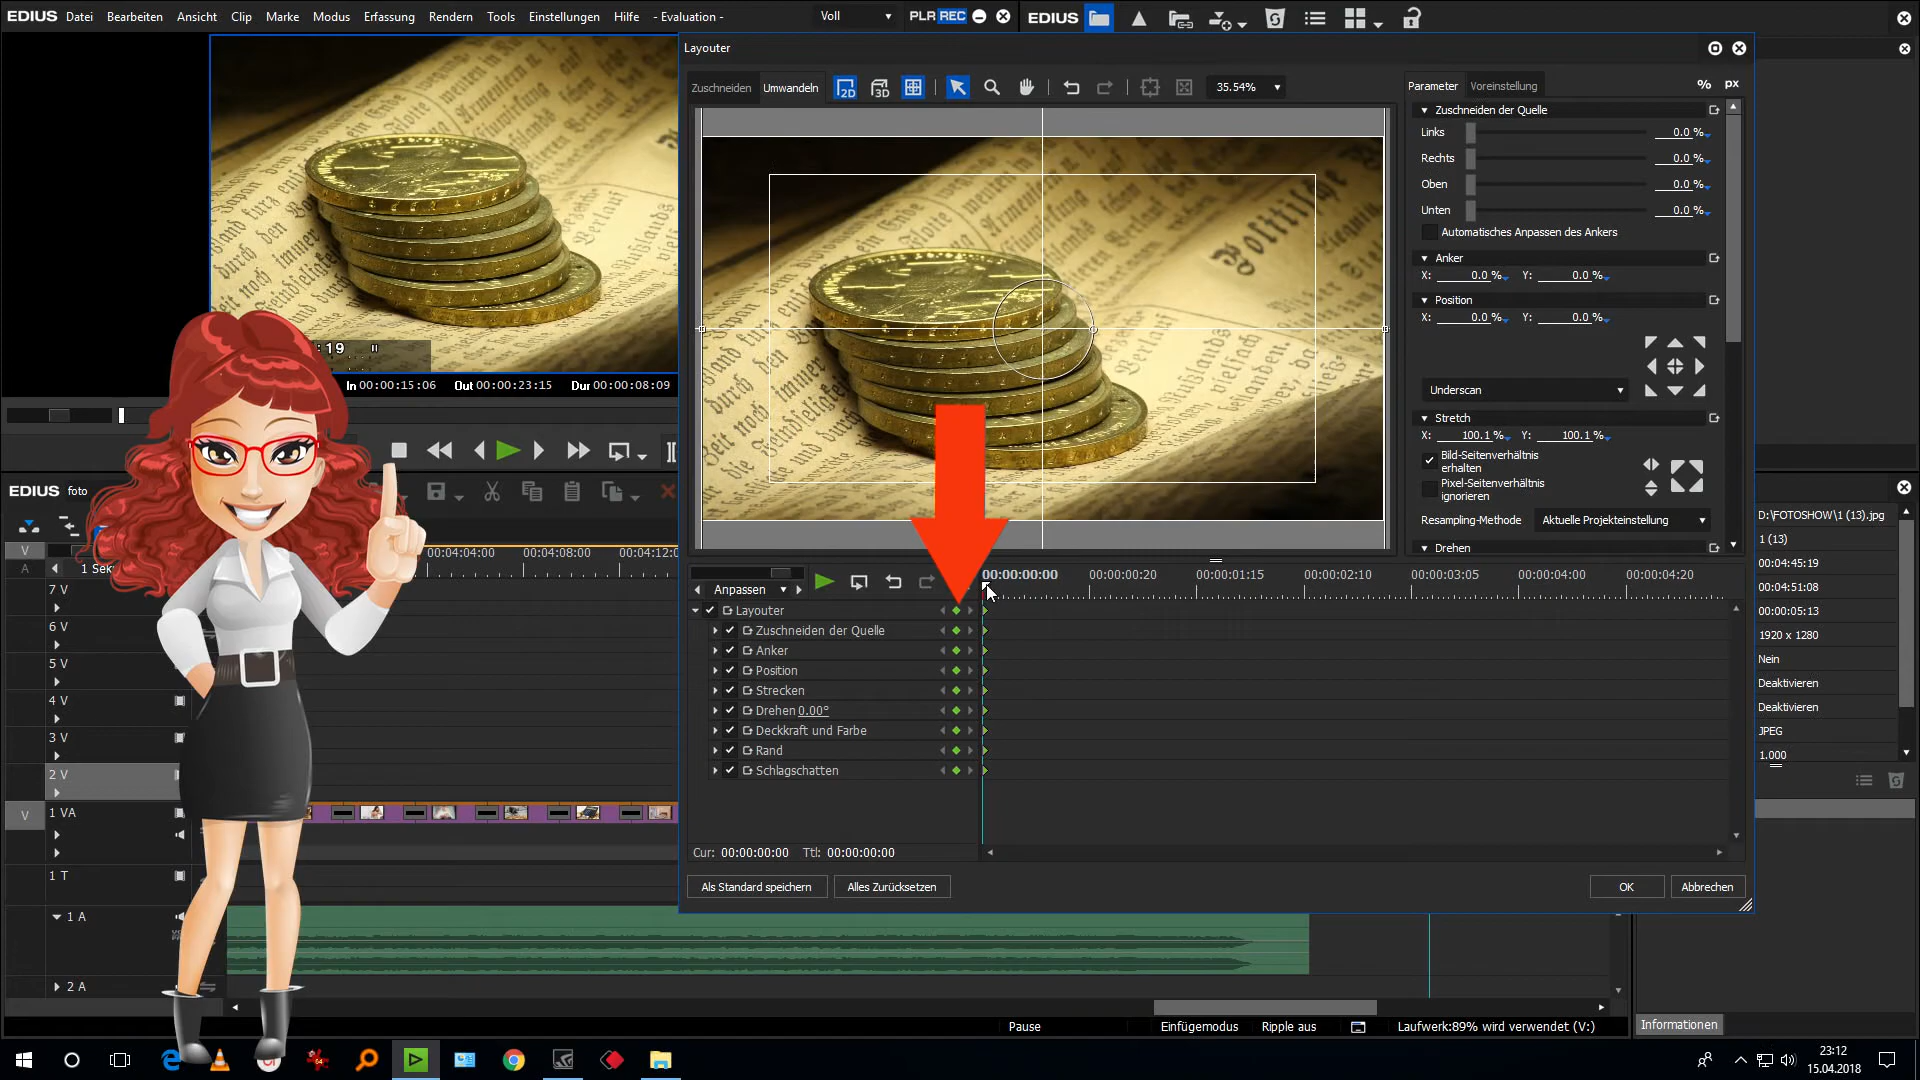 EDIUS Datei Bearbeiten Ansicht Clip Marke Modus Erfassung Rendern Tools Einstellungen Hilfe - Evaluation - Voll PLR REC EDIUS
Layouter
Zuschneiden Umwandeln 2D 3D 35.54% Parameter Voreinstellung % px
Zuschneiden der Quelle
Links 0.0 %
Rechts 0.0 %
Oben 0.0 %
Unten 0.0 %
Automatisches Anpassen des Ankers
Anker
X: 0.0 % Y: 0.0 %
Position
X: 0.0 % Y: 0.0 %
Underscan
Stretch
X: 100.1 % Y: 100.1 %
Bild-Seitenverhältnis
erhalten
Pixel-Seitenverhältnis
ignorieren
Resampling-Methode Aktuelle Projekteinstellung
Drehen
:19
In 00:00:15:06 Out 00:00:23:15 Dur 00:00:08:09
EDIUS foto
00:04:04:00 00:04:08:00 00:04:12:0
V
A 1 Sek
7 V
6 V
5 V
4 V
3 V
2 V
V 1 VA
1 T
1 A
2 A
Anpassen 00:00:00:00 00:00:00:20 00:00:01:15 00:00:02:10 00:00:03:05 00:00:04:00 00:00:04:20
Layouter
Zuschneiden der Quelle
Anker
Position
Strecken
Drehen 0.00°
Deckkraft und Farbe
Rand
Schlagschatten
Cur: 00:00:00:00 Ttl: 00:00:00:00
Als Standard speichern Alles Zurücksetzen OK Abbrechen
D:\FOTOSHOW\1 (13).jpg
1 (13)
00:04:45:19
00:04:51:08
00:00:05:13
1920 x 1280
Nein
Deaktivieren
Deaktivieren
JPEG
1.000
Informationen
Pause Einfügemodus Ripple aus Laufwerk:89% wird verwendet (V:)
23:12
15.04.2018